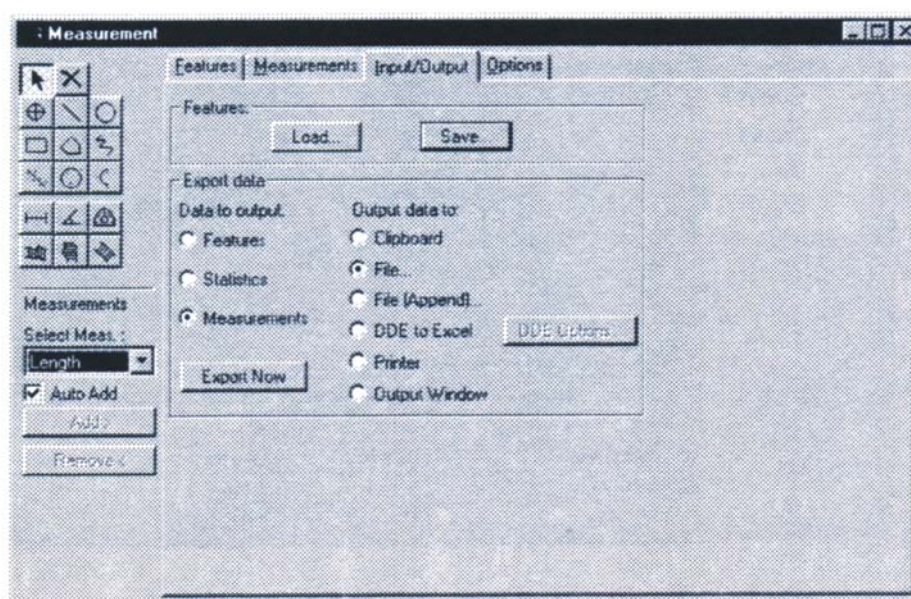 Measurement
Features Measurements Input/Output Options
Features:
Load... Save
Export data
Data to output: Output data to:
Features Clipboard
Statistics File...
Measurements File (Append)...
DDE to Excel DDE Options...
Printer
Export Now Output Window
Measurements
Select Meas. :
Length
Auto Add
Add >
Remove <